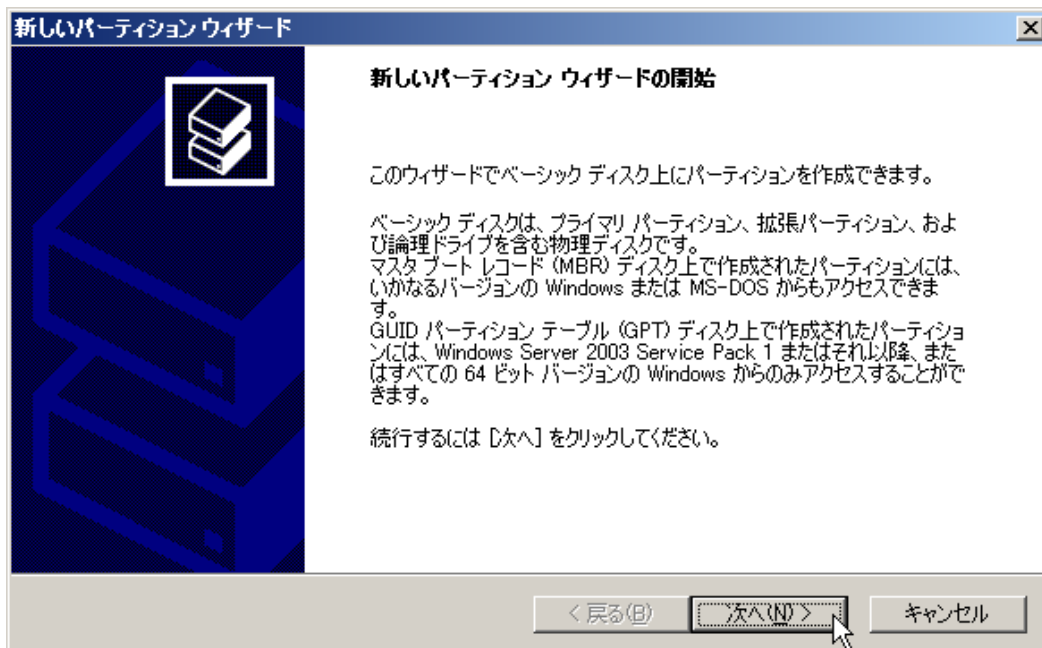 新しいパーティション ウィザード
新しいパーティション ウィザードの開始
このウィザードでベーシック ディスク上にパーティションを作成できます。
ベーシック ディスクは、プライマリ パーティション、拡張パーティション、およ
び論理ドライブを含む物理ディスクです。
マスタ ブート レコード (MBR) ディスク上で作成されたパーティションには、
いかなるバージョンの Windows または MS-DOS からもアクセスできま
す。
GUID パーティション テーブル (GPT) ディスク上で作成されたパーティショ
ンには、Windows Server 2003 Service Pack 1 またはそれ以降、また
はすべての 64 ビット バージョンの Windows からのみアクセスすることがで
きます。
続行するには [次へ] をクリックしてください。
< 戻る(B)
次へ(N) >
キャンセル